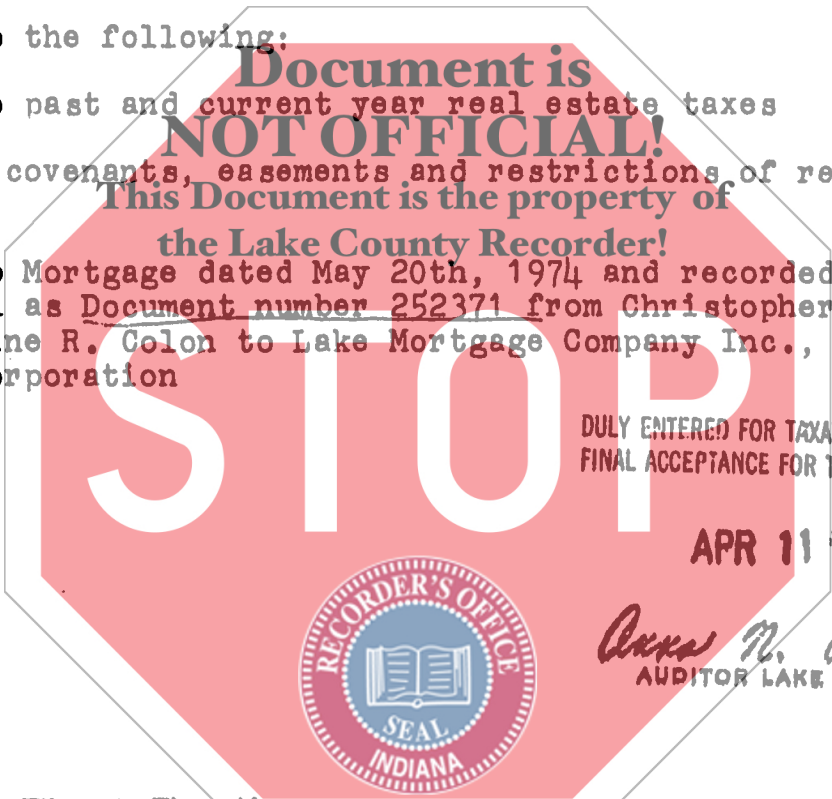 the following:
Document is
past and current year real estate taxes
NOT OFFICIAL!
covenants, easements and restrictions of re
This Document is the property of
the Lake County Recorder!
Mortgage dated May 20th, 1974 and recorded
as Document number 252371 from Christopher
ne R. Colon to Lake Mortgage Company Inc.,
rporation
STOP
DULY ENTERED FOR TAXA
FINAL ACCEPTANCE FOR
APR 11
RECORDER'S OFFICE
SEAL
INDIANA
Anna N.
AUDITOR LAKE